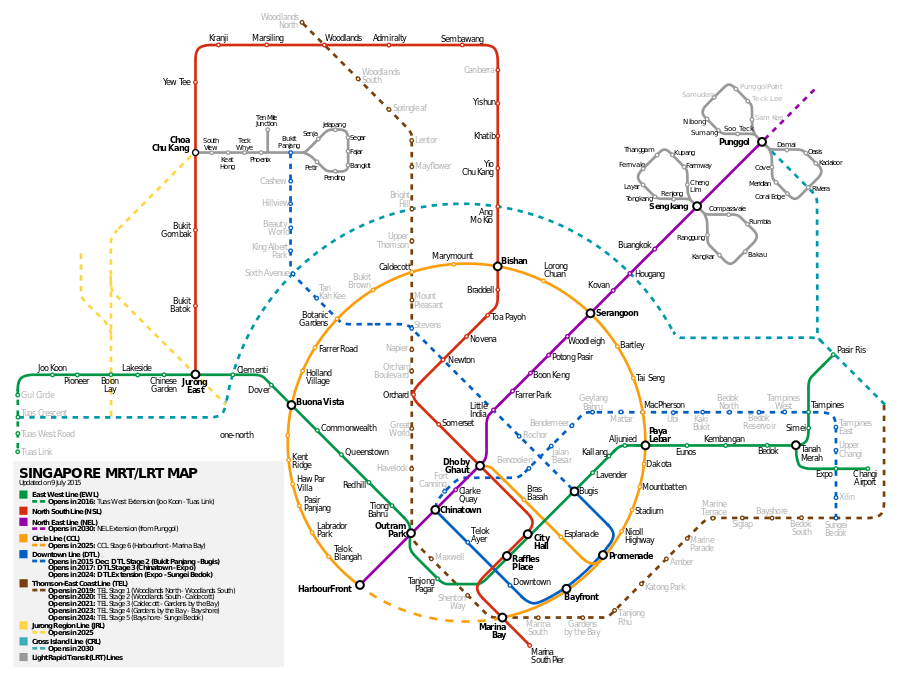 Woodlands
North
Kranji
Marsiling
Woodlands
Admiralty
Sembawang
Yew Tee
Woodlands
South
Canberra
Springleaf
Yishun
Khatib
Yio
Chu Kang
Ang
Mo Kio
Choa
Chu Kang
South
View
Keat
Hong
Teck
Whye
Ten Mile
Junction
Phoenix
Bukit
Panjang
Senja
Jelapang
Segar
Fajar
Bangkit
Pending
Petir
Lentor
Mayflower
Bright
Hill
Upper
Thomson
Caldecott
Marymount
Bishan
Lorong
Chuan
Cashew
Hillview
Beauty
World
King Albert
Park
Sixth Avenue
Tan
Kah Kee
Bukit
Brown
Botanic
Gardens
Bukit
Gombak
Bukit
Batok
Punggol Point
Samudera
Teck Lee
Nibong
Sam Kee
Sumang
Soo Teck
Punggol
Damai
Oasis
Kadaloor
Cove
Meridian
Coral Edge
Riviera
Thanggam
Kupang
Fernvale
Farmway
Layar
Cheng
Lim
Tongkang
Renjong
Sengkang
Compassvale
Rumbia
Ranggung
Kangkar
Bakau
Buangkok
Hougang
Kovan
Serangoon
Braddell
Toa Payoh
Novena
Newton
Mount
Pleasant
Stevens
Napier
Orchard
Boulevard
Orchard
Great
World
Havelock
Somerset
Woodleigh
Potong Pasir
Boon Keng
Farrer Park
Little
India
Bartley
Tai Seng
MacPherson
Paya
Lebar
Pasir Ris
Tampines
Simei
Tanah
Merah
Expo
Changi
Airport
Joo Koon
Pioneer
Lakeside
Boon
Lay
Chinese
Garden
Jurong
East
Clementi
Dover
Gul Circle
Tuas Crescent
Tuas West Road
Tuas Link
Farrer Road
Holland
Village
Buona Vista
one-north
Commonwealth
Queenstown
Redhill
Tiong
Bahru
Kent
Ridge
Haw Par
Villa
Pasir
Panjang
Labrador
Park
Telok
Blangah
HarbourFront
Outram
Park
Tanjong
Pagar
Maxwell
Shenton
Way
Geylang
Bahru
Mattar
Ubi
Kaki
Bukit
Bedok
North
Bedok
Reservoir
Tampines
West
Tampines
East
Upper
Changi
Xilin
Sungei
Bedok
Bendemeer
Rochor
Bencoolen
Jalan
Besar
Fort
Canning
Dhoby
Ghaut
Clarke
Quay
Chinatown
Telok
Ayer
Bras
Basah
Esplanade
City
Hall
Raffles
Place
Downtown
Bayfront
Promenade
Marina
Bay
Marina
South Pier
Marina
South
Gardens
by the Bay
Tanjong
Rhu
Katong Park
Amber
Marine
Parade
Marine
Terrace
Siglap
Bayshore
Bedok
South
Bugis
Lavender
Kallang
Aljunied
Eunos
Kembangan
Bedok
Dakota
Mountbatten
Stadium
Nicoll
Highway
SINGAPORE MRT/LRT MAP
Updated on 9 July 2015
East West Line (EWL)
Opens in 2016: Tuas West Extension (Joo Koon - Tuas Link)
North South Line (NSL)
North East Line (NEL)
Opens in 2030: NEL Extension (from Punggol)
Circle Line (CCL)
Opens in 2025: CCL Stage 6 (Harbourfront - Marina Bay)
Downtown Line (DTL)
Opens in 2015 Dec: DTL Stage 2 (Bukit Panjang - Bugis)
Opens in 2017: DTL Stage 3 (Chinatown - Expo)
Opens in 2024: DTL Extension (Expo - Sungei Bedok)
Thomson-East Coast Line (TEL)
Opens in 2019: TEL Stage 1 (Woodlands North - Woodlands South)
Opens in 2020: TEL Stage 2 (Woodlands South - Caldecott)
Opens in 2021: TEL Stage 3 (Caldecott - Gardens by the Bay)
Opens in 2023: TEL Stage 4 (Gardens by the Bay - Bayshore)
Opens in 2024: TEL Stage 5 (Bayshore - Sungei Bedok)
Jurong Region Line (JRL)
Opens in 2025
Cross Island Line (CRL)
Opens in 2030
Light Rapid Transit (LRT) Lines